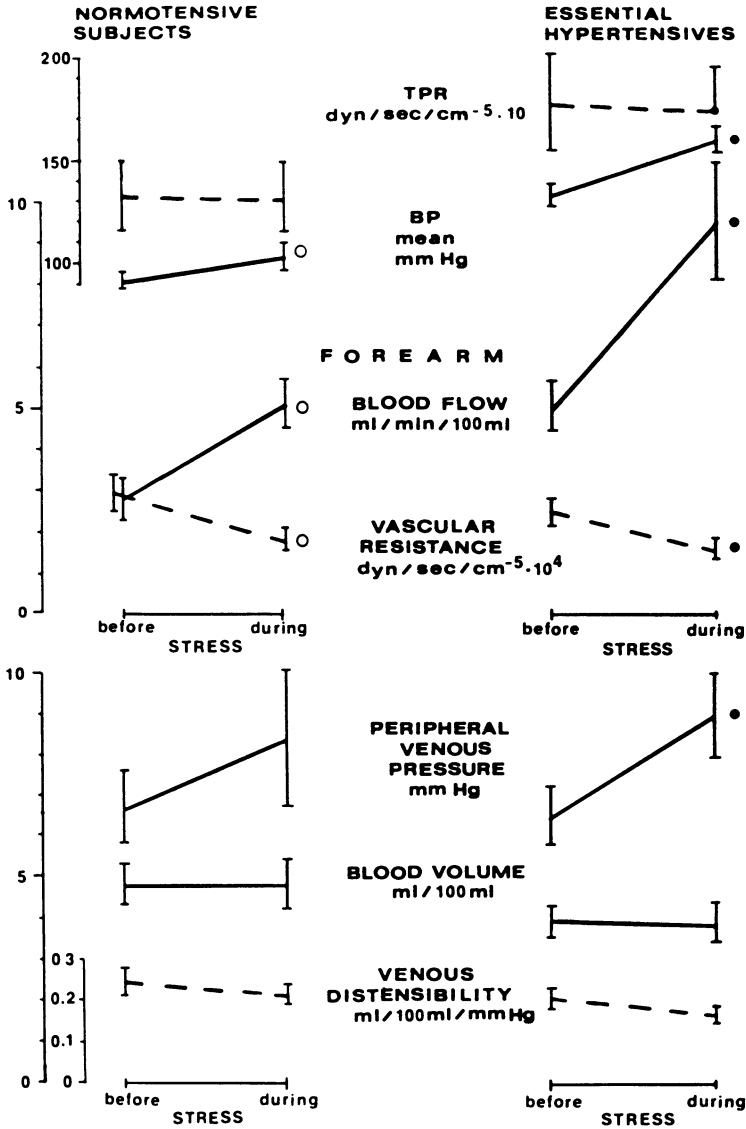 NORMOTENSIVE
SUBJECTS
ESSENTIAL
HYPERTENSIVES
200
150
100
10
5
0
TPR
dyn/sec/cm⁻⁵·10
BP
mean
mm Hg
FOREARM
BLOOD FLOW
ml/min/100ml
VASCULAR
RESISTANCE
dyn/sec/cm⁻⁵·10⁴
before
during
STRESS
before
during
STRESS
10
5
0
0 3
0.2
0.1
0
PERIPHERAL
VENOUS
PRESSURE
mm Hg
BLOOD VOLUME
ml/100ml
VENOUS
DISTENSIBILITY
ml/100ml/mmHg
before
during
STRESS
before
during
STRESS